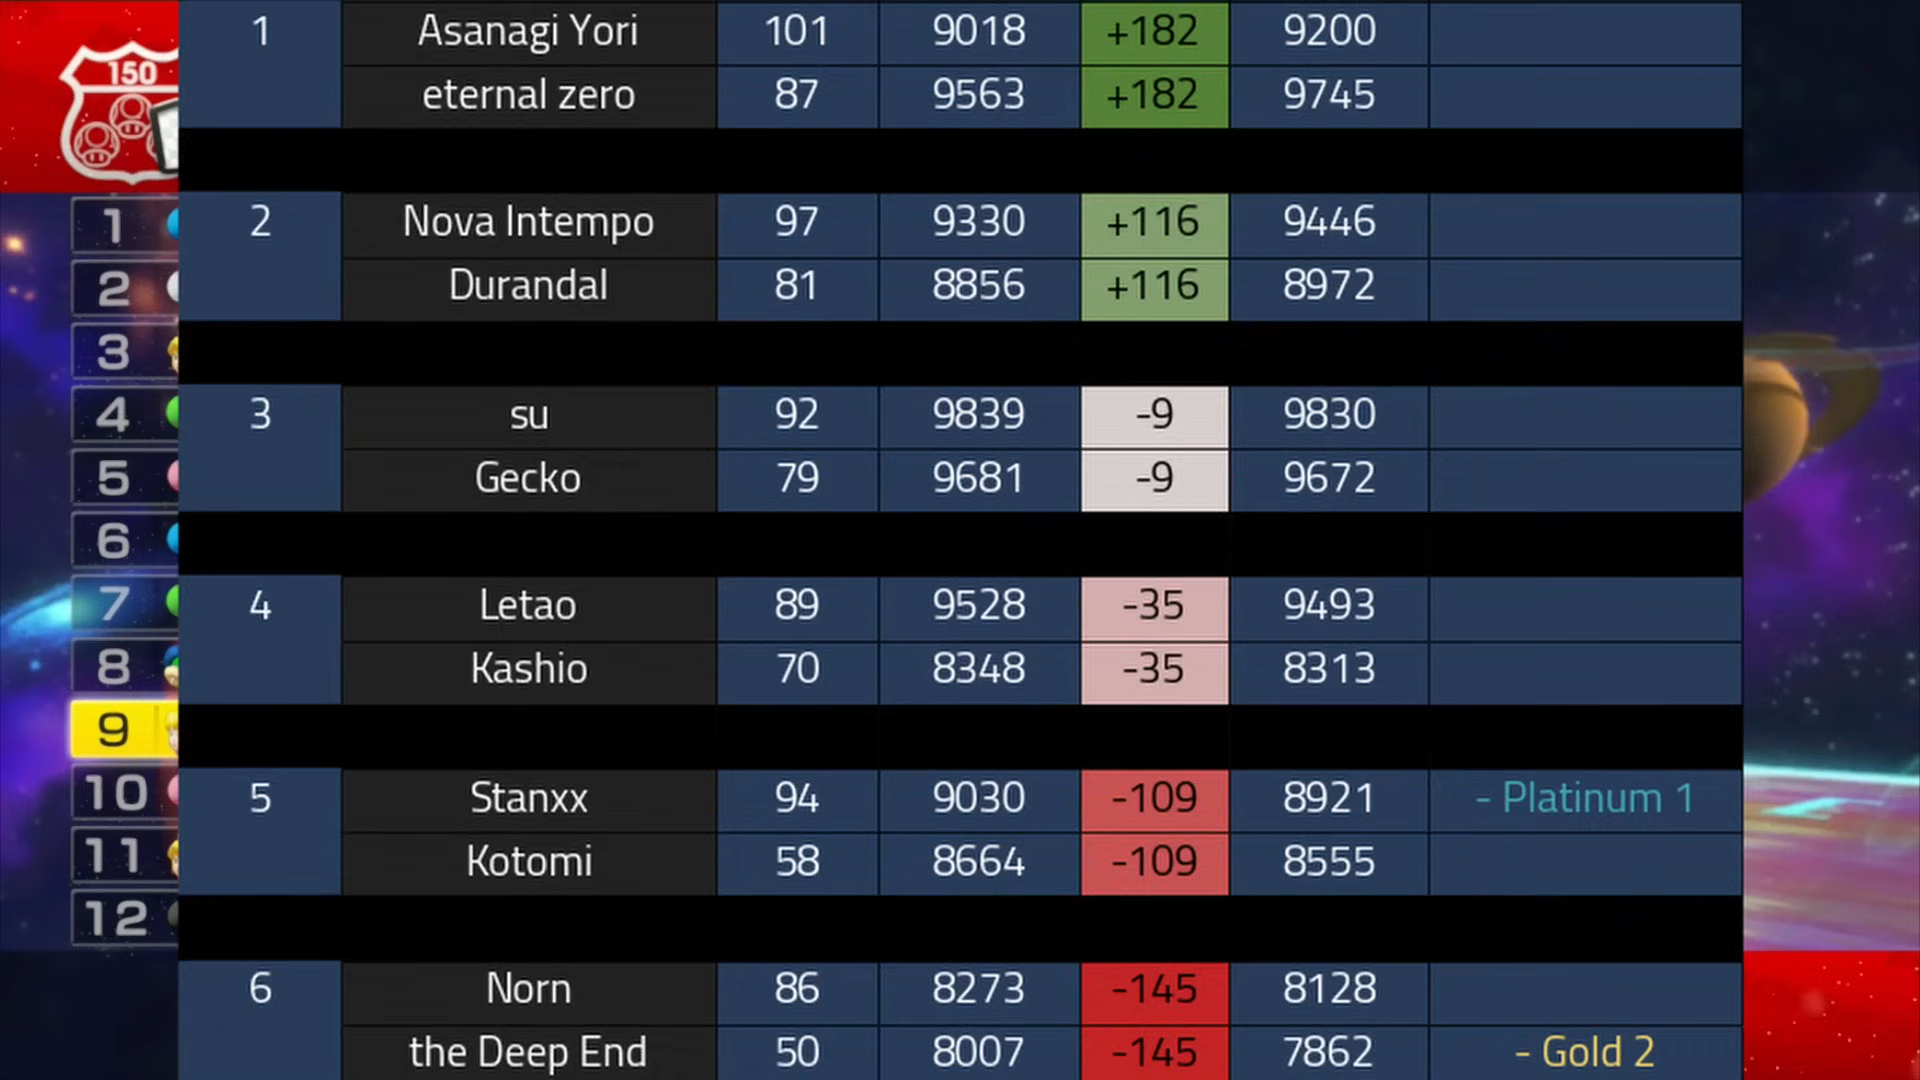 150
1 Asanagi Yori 101 9018 +182 9200
eternal zero 87 9563 +182 9745
1
2 Nova Intempo 97 9330 +116 9446
2
Durandal 81 8856 +116 8972
3
3 su 92 9839 -9 9830
4
5
Gecko 79 9681 -9 9672
6
4 Letao 89 9528 -35 9493
7
8
Kashio 70 8348 -35 8313
9
5 Stanxx 94 9030 -109 8921 - Platinum 1
10
11
Kotomi 58 8664 -109 8555
12
6 Norn 86 8273 -145 8128
the Deep End 50 8007 -145 7862 - Gold 2